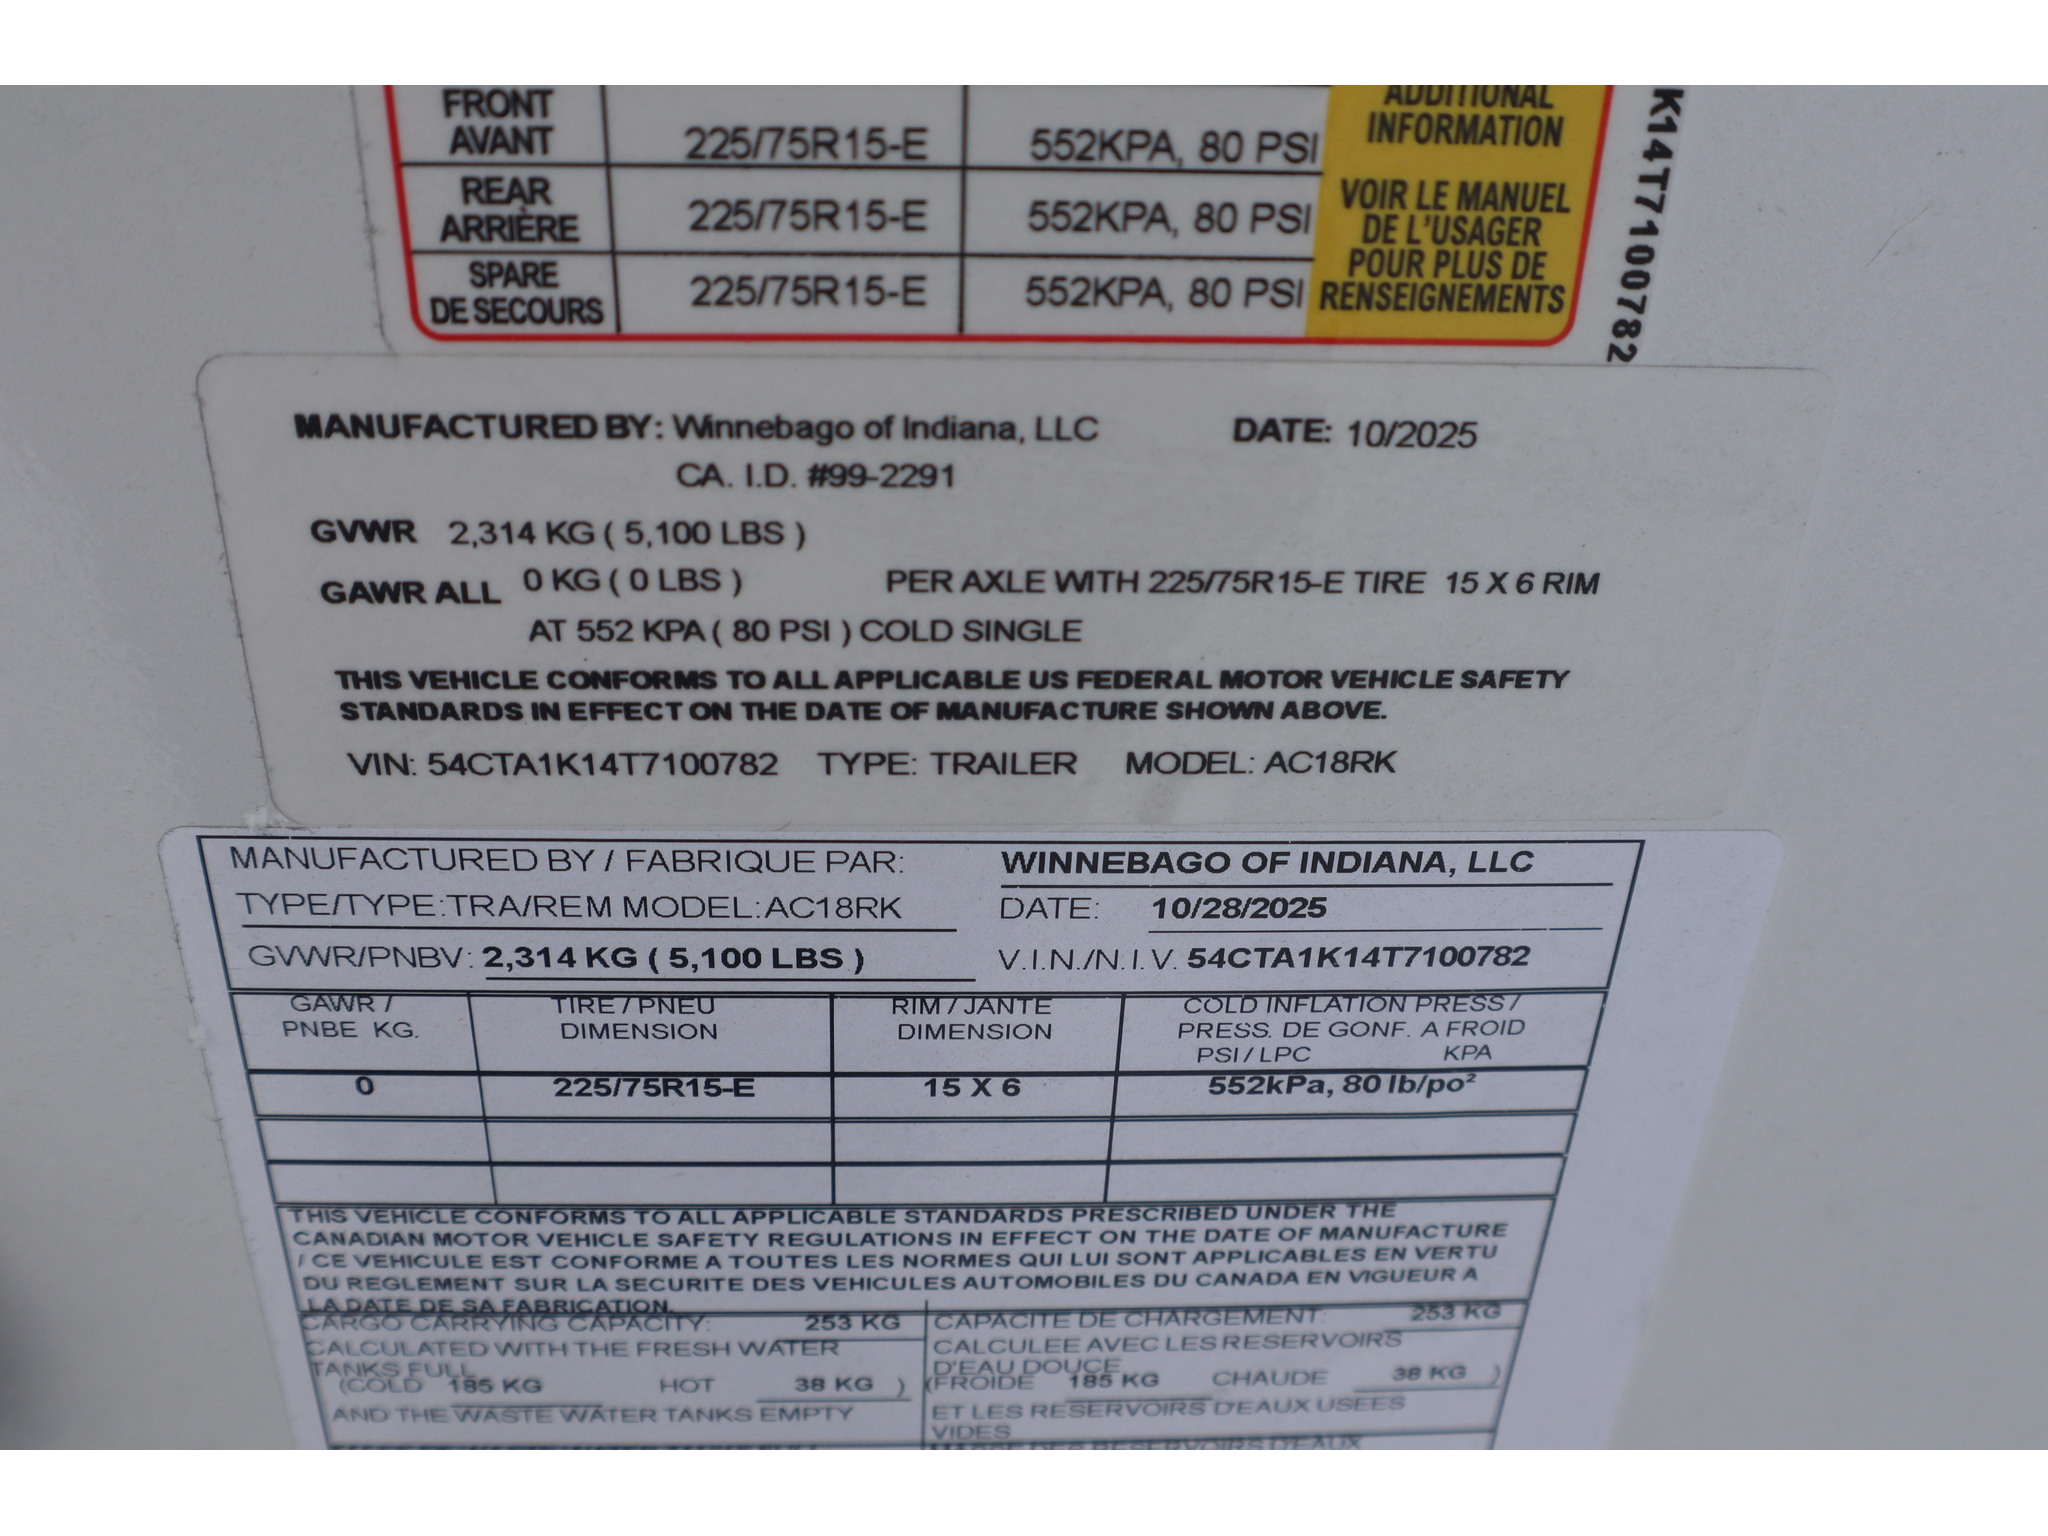 FRONT
AVANT 225/75R15-E 552KPA, 80 PSI
REAR
ARRIÈRE 225/75R15-E 552KPA, 80 PSI
SPARE
DE SECOURS 225/75R15-E 552KPA, 80 PSI
ADDITIONAL
INFORMATION
VOIR LE MANUEL
DE L'USAGER
POUR PLUS DE
RENSEIGNEMENTS
K14T7100782
MANUFACTURED BY: Winnebago of Indiana, LLC DATE: 10/2025
CA. I.D. #99-2291
GVWR 2,314 KG ( 5,100 LBS )
GAWR ALL 0 KG ( 0 LBS ) PER AXLE WITH 225/75R15-E TIRE 15 X 6 RIM
AT 552 KPA ( 80 PSI ) COLD SINGLE
THIS VEHICLE CONFORMS TO ALL APPLICABLE US FEDERAL MOTOR VEHICLE SAFETY
STANDARDS IN EFFECT ON THE DATE OF MANUFACTURE SHOWN ABOVE.
VIN: 54CTA1K14T7100782 TYPE: TRAILER MODEL: AC18RK
MANUFACTURED BY / FABRIQUE PAR: WINNEBAGO OF INDIANA, LLC
TYPE/TYPE:TRA/REM MODEL:AC18RK DATE: 10/28/2025
GVWR/PNBV: 2,314 KG ( 5,100 LBS ) V.I.N./N.I.V. 54CTA1K14T7100782
GAWR /
PNBE KG.
TIRE / PNEU
DIMENSION
RIM / JANTE
DIMENSION
COLD INFLATION PRESS /
PRESS. DE GONF. A FROID
PSI / LPC KPA
0 225/75R15-E 15 X 6 552kPa, 80 lb/po²
THIS VEHICLE CONFORMS TO ALL APPLICABLE STANDARDS PRESCRIBED UNDER THE
CANADIAN MOTOR VEHICLE SAFETY REGULATIONS IN EFFECT ON THE DATE OF MANUFACTURE
/ CE VEHICULE EST CONFORME A TOUTES LES NORMES QUI LUI SONT APPLICABLES EN VERTU
DU REGLEMENT SUR LA SECURITE DES VEHICULES AUTOMOBILES DU CANADA EN VIGUEUR A
LA DATE DE SA FABRICATION.
CARGO CARRYING CAPACITY: 253 KG
CALCULATED WITH THE FRESH WATER
TANKS FULL
(COLD 185 KG HOT 38 KG )
AND THE WASTE WATER TANKS EMPTY
CAPACITE DE CHARGEMENT: 253 KG
CALCULEE AVEC LES RESERVOIRS
D'EAU DOUCE
(FROIDE 185 KG CHAUDE 38 KG )
ET LES RESERVOIRS D'EAUX USEES
VIDES